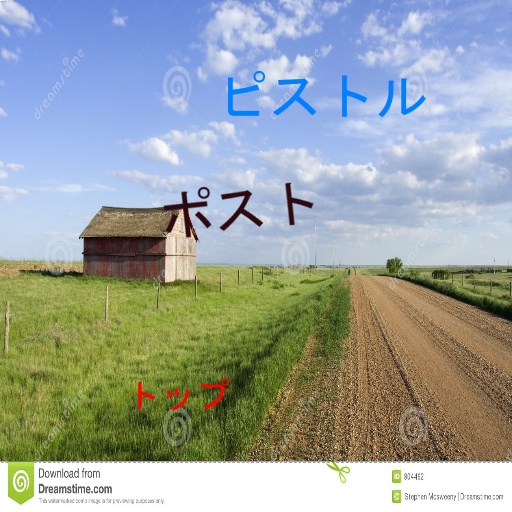 ピストル
ポスト
トップ
Download from
Dreamstime.com
This watermarked comp image is for previewing purposes only.
804462
Stephen Mcsweeny | Dreamstime.com